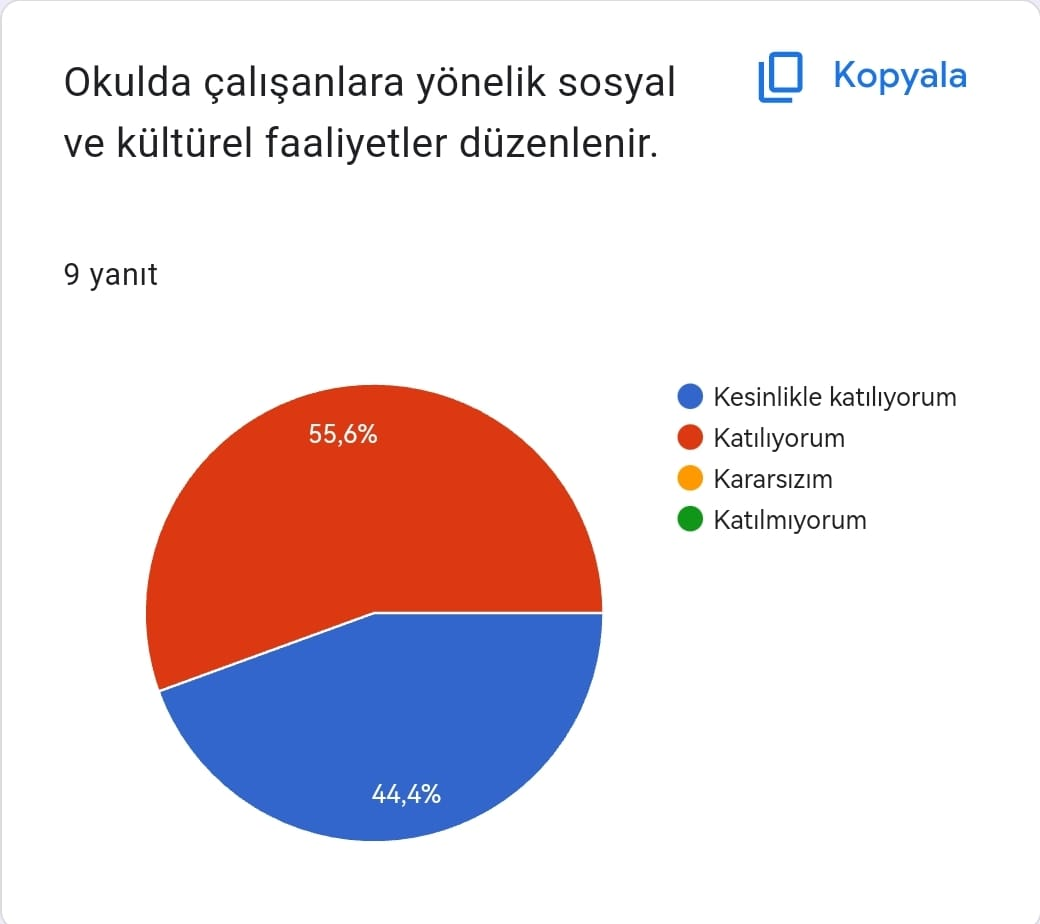 Okulda çalışanlara yönelik sosyal
ve kültürel faaliyetler düzenlenir.
Kopyala
9 yanıt
55,6%
44,4%
Kesinlikle katılıyorum
Katılıyorum
Kararsızım
Katılmıyorum